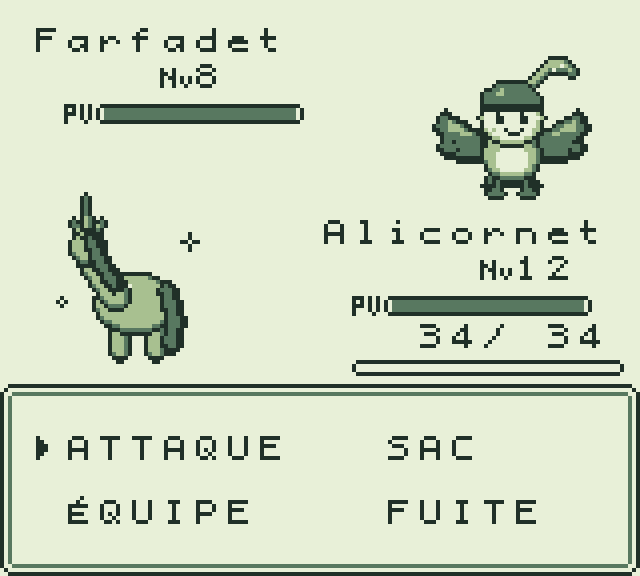 Farfadet
Nv8
PV
Alicornet
Nv12
PV
34/ 34
ATTAQUE SAC
ÉQUIPE FUITE